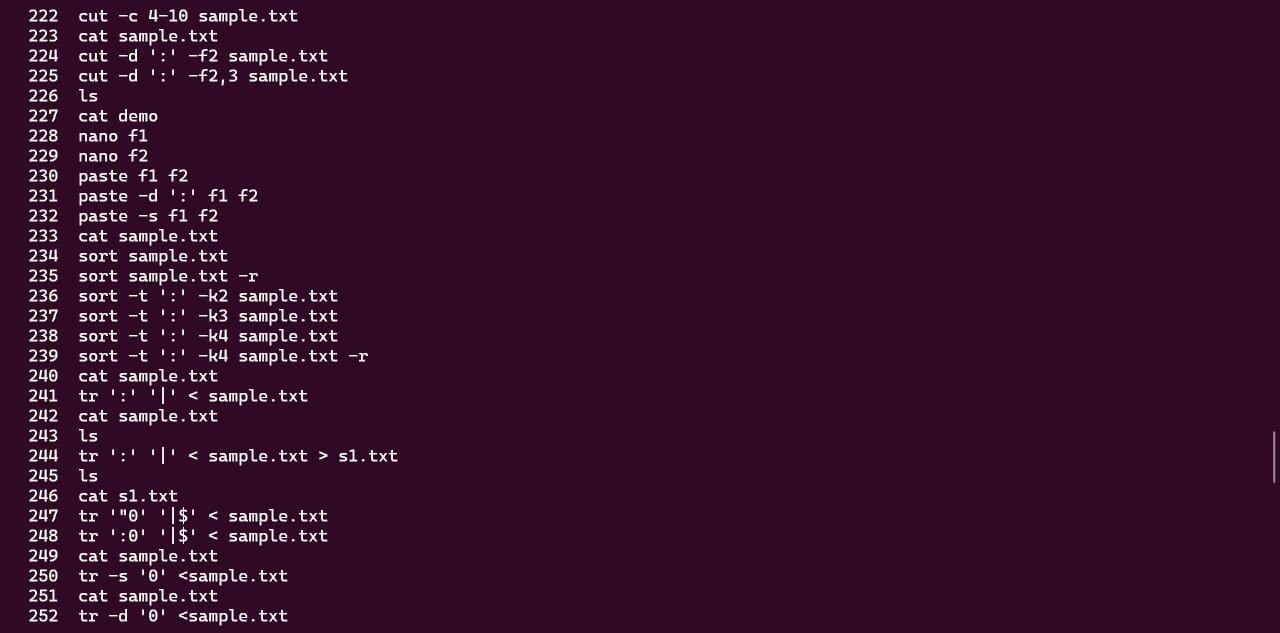 222 cut -c 4-10 sample.txt
223 cat sample.txt
224 cut -d ':' -f2 sample.txt
225 cut -d ':' -f2,3 sample.txt
226 ls
227 cat demo
228 nano f1
229 nano f2
230 paste f1 f2
231 paste -d ':' f1 f2
232 paste -s f1 f2
233 cat sample.txt
234 sort sample.txt
235 sort sample.txt -r
236 sort -t ':' -k2 sample.txt
237 sort -t ':' -k3 sample.txt
238 sort -t ':' -k4 sample.txt
239 sort -t ':' -k4 sample.txt -r
240 cat sample.txt
241 tr ':' '|' < sample.txt
242 cat sample.txt
243 ls
244 tr ':' '|' < sample.txt > s1.txt
245 ls
246 cat s1.txt
247 tr '"0' '|$' < sample.txt
248 tr ':0' '|$' < sample.txt
249 cat sample.txt
250 tr -s '0' <sample.txt
251 cat sample.txt
252 tr -d '0' <sample.txt